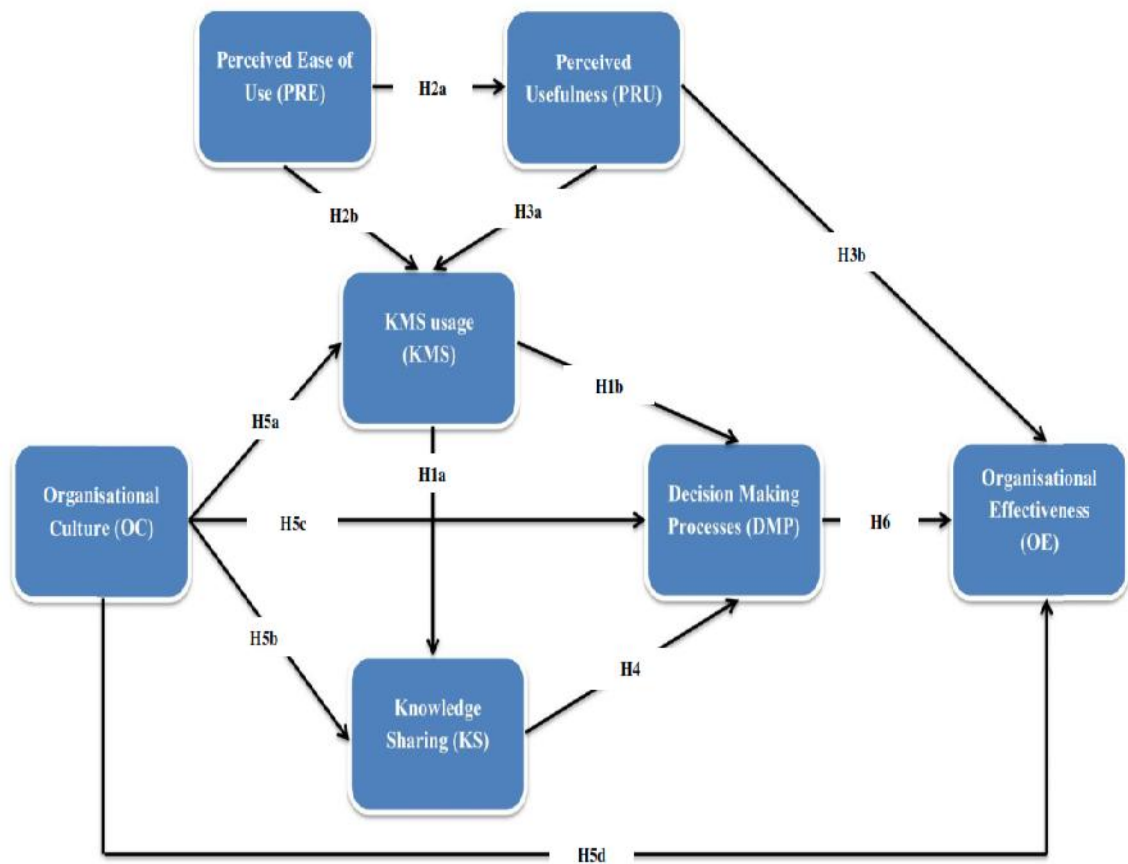 Perceived Ease of
Use (PRE)
H2a
Perceived
Usefulness (PRU)
H2b
H3a
H3b
KMS usage
(KMS)
H1b
H5a
H1a
Organisational
Culture (OC)
H5c
Decision Making
Processes (DMP)
H6
Organisational
Effectiveness
(OE)
H5b
H4
Knowledge
Sharing (KS)
H5d